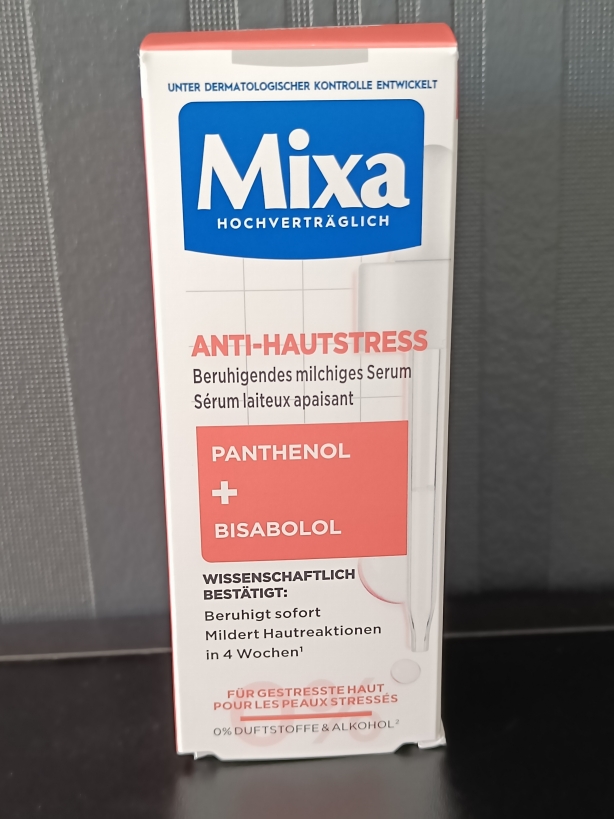 UNTER DERMATOLOGISCHER KONTROLLE ENTWICKELT
Mixa
HOCHVERTRÄGLICH
ANTI-HAUTSTRESS
Beruhigendes milchiges Serum
Sérum laiteux apaisant
PANTHENOL
+
BISABOLOL
WISSENSCHAFTLICH
BESTÄTIGT:
Beruhigt sofort
Mildert Hautreaktionen
in 4 Wochen¹
FÜR GESTRESSTE HAUT
POUR LES PEAUX STRESSÉS
0% DUFTSTOFFE & ALKOHOL²